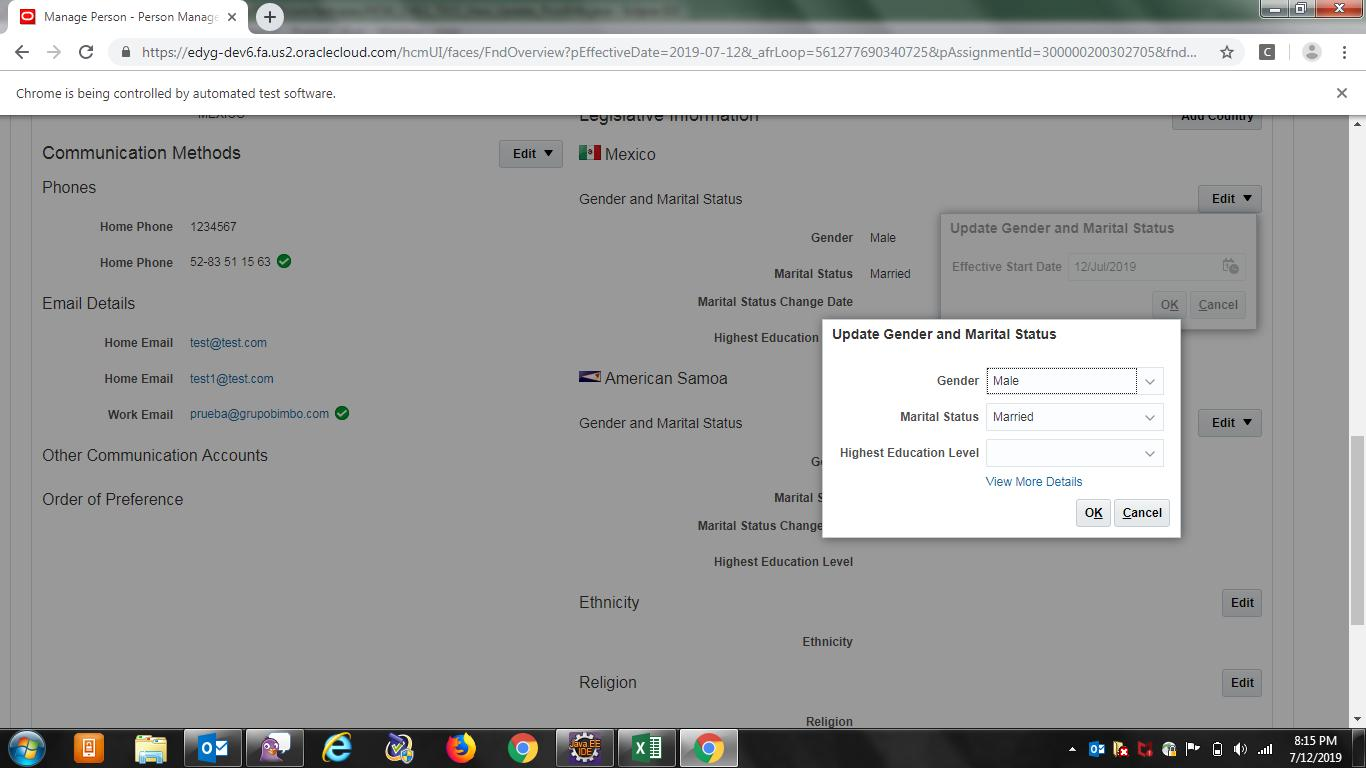 Manage Person - Person Manage
https://edyg-dev6.fa.us2.oraclecloud.com/hcmUI/faces/FndOverview?pEffectiveDate=2019-07-12&_afrLoop=561277690340725&pAssignmentId=300000200302705&fnd...
C
Chrome is being controlled by automated test software.
MEXICO
Legislative Information
Add Country
Communication Methods
Edit
Mexico
Phones
Gender and Marital Status
Edit
Home Phone 1234567
Home Phone 52-83 51 15 63
Gender Male
Marital Status Married
Marital Status Change Date
Highest Education
Update Gender and Marital Status
Effective Start Date 12/Jul/2019
OK Cancel
Email Details
Home Email test@test.com
Home Email test1@test.com
Work Email prueba@grupobimbo.com
Other Communication Accounts
Order of Preference
American Samoa
Gender and Marital Status
Edit
Marital S
Marital Status Change
Highest Education Level
Update Gender and Marital Status
Gender Male
Marital Status Married
Highest Education Level
View More Details
OK Cancel
Ethnicity
Edit
Ethnicity
Religion
Edit
Religion
Java EE
IDE
8:15 PM
7/12/2019